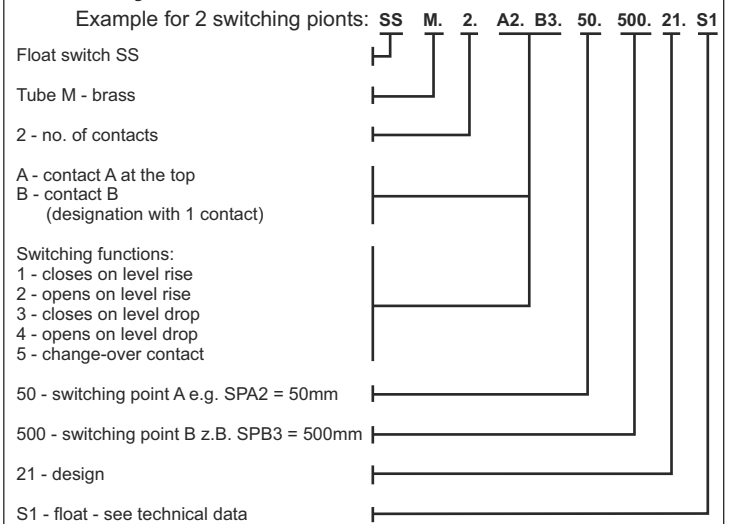 Example for 2 switching pionts: SS M. 2. A2. B3. 50. 500. 21. S1
Float switch SS
Tube M - brass
2 - no. of contacts
A - contact A at the top
B - contact B
(designation with 1 contact)
Switching functions:
1 - closes on level rise
2 - opens on level rise
3 - closes on level drop
4 - opens on level drop
5 - change-over contact
50 - switching point A e.g. SPA2 = 50mm
500 - switching point B z.B. SPB3 = 500mm
21 - design
S1 - float - see technical data